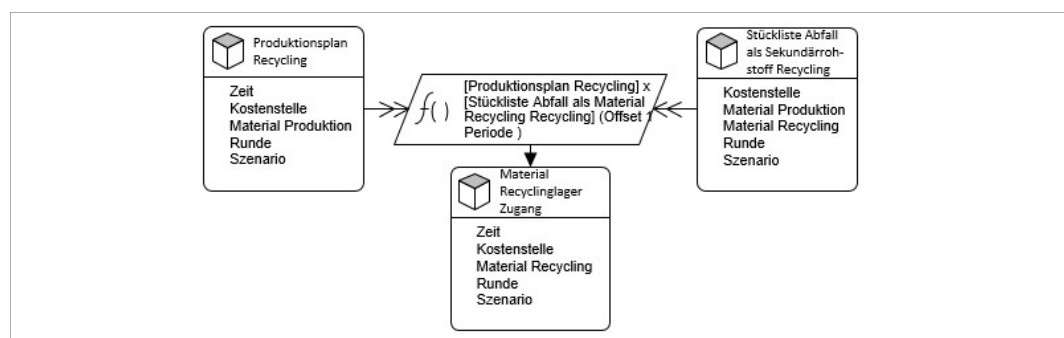 Produktionsplan
Recycling
Zeit
Kostenstelle
Material Produktion
Runde
Szenario
f()
[Produktionsplan Recycling] x
[Stückliste Abfall als Material
Recycling Recycling] (Offset 1
Periode )
Stückliste Abfall
als Sekundärroh-
stoff Recycling
Kostenstelle
Material Produktion
Material Recycling
Runde
Szenario
Material
Recyclinglager
Zugang
Zeit
Kostenstelle
Material Recycling
Runde
Szenario